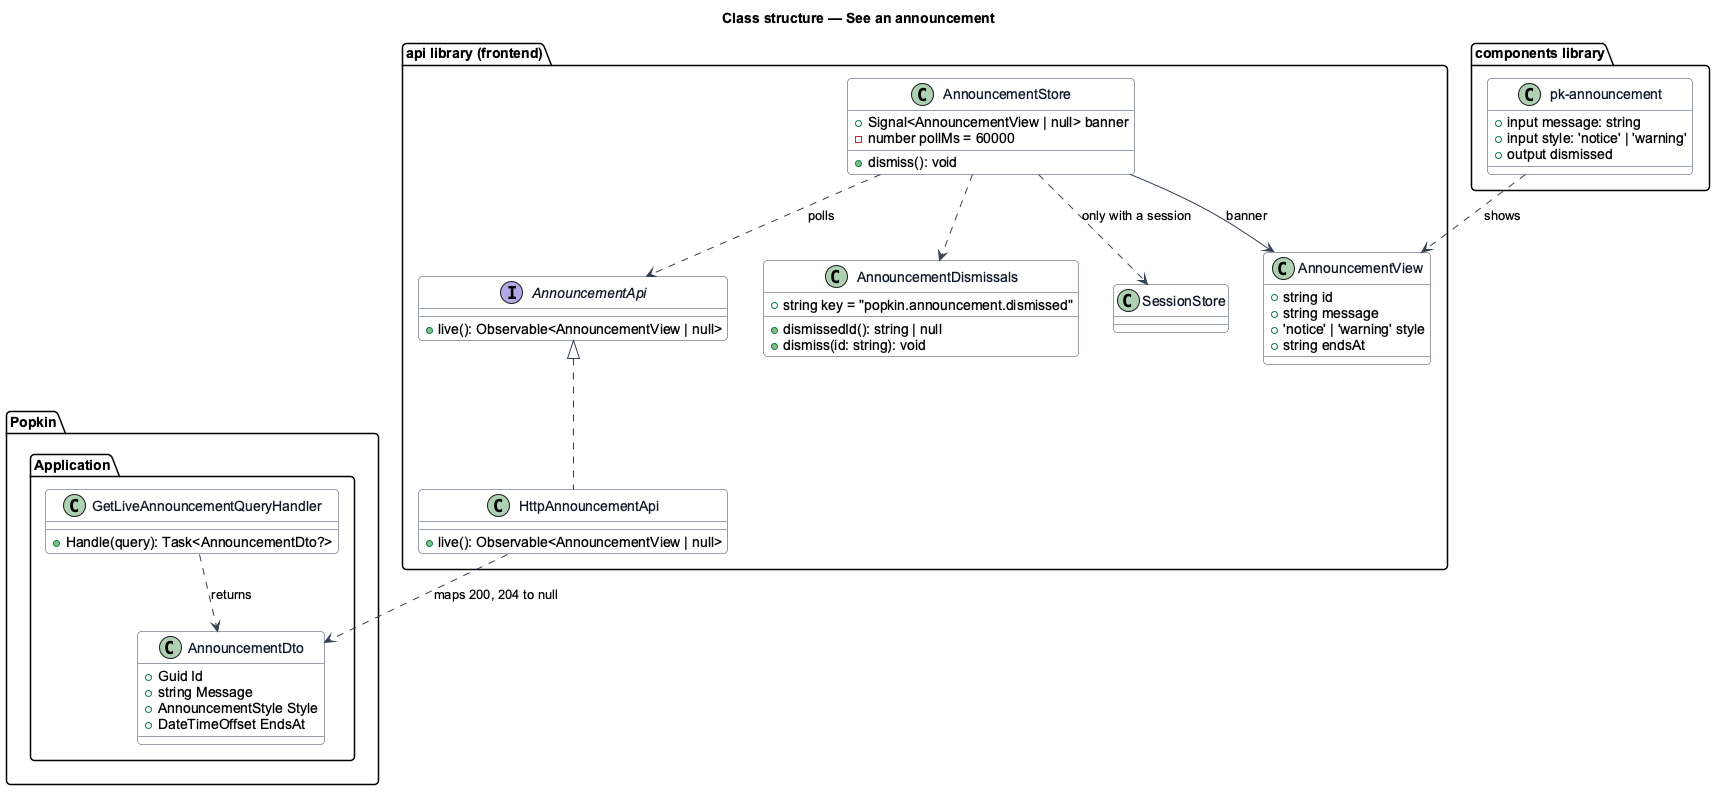 Class structure — See an announcement
api library (frontend)
components library
C AnnouncementStore
Signal<AnnouncementView | null> banner
number pollMs = 60000
dismiss(): void
C pk-announcement
input message: string
input style: 'notice' | 'warning'
output dismissed
polls
only with a session
banner
shows
I AnnouncementApi
live(): Observable<AnnouncementView | null>
C AnnouncementDismissals
string key = "popkin.announcement.dismissed"
dismissedId(): string | null
dismiss(id: string): void
C SessionStore
C AnnouncementView
string id
string message
'notice' | 'warning' style
string endsAt
Popkin
Application
C GetLiveAnnouncementQueryHandler
Handle(query): Task<AnnouncementDto?>
C HttpAnnouncementApi
live(): Observable<AnnouncementView | null>
returns
maps 200, 204 to null
C AnnouncementDto
Guid Id
string Message
AnnouncementStyle Style
DateTimeOffset EndsAt